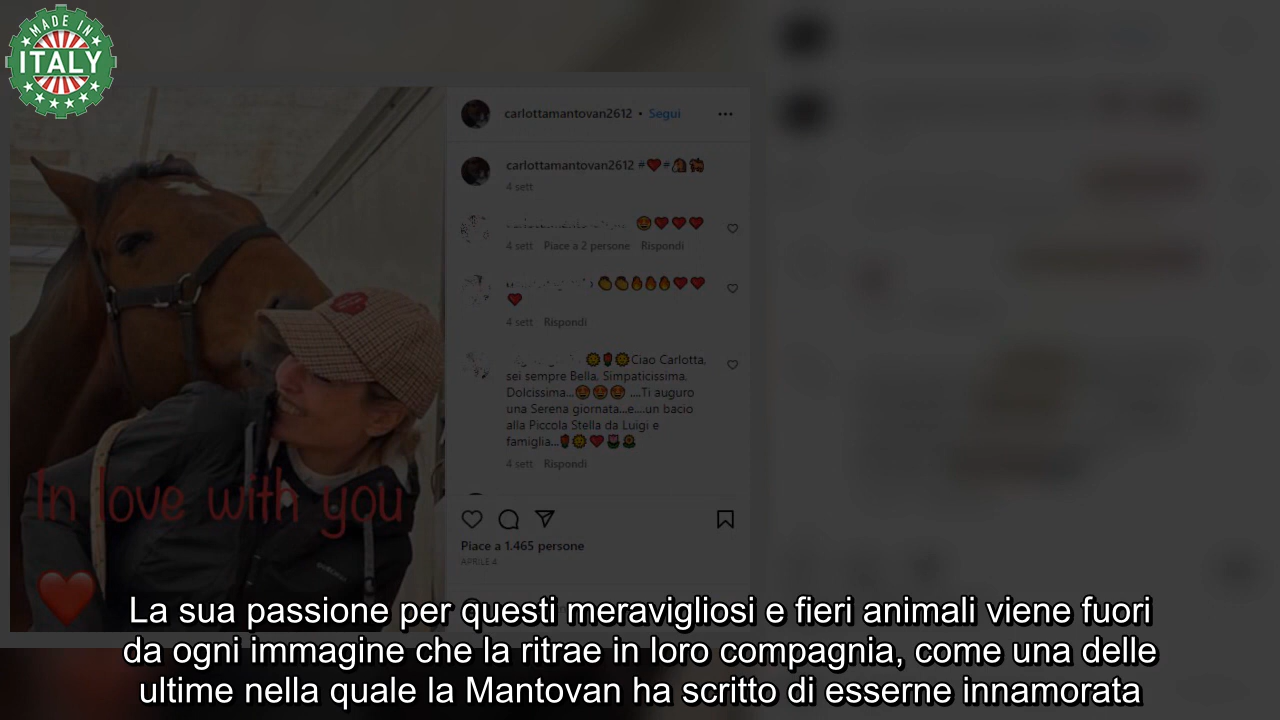 MADE IN
ITALY
carlottamantovan2612 • Segui
carlottamantovan2612 #❤️#🐴🐎
4 sett
🥰❤️❤️❤️
4 sett Piace a 2 persone Rispondi
👏👏🔥🔥🔥❤️❤️
❤️
4 sett Rispondi
🌞🌹🌞Ciao Carlotta,
sei sempre Bella, Simpaticissima,
Dolcissima...🥰🥰🥰....Ti auguro
una Serena giornata...e....un bacio
alla Piccola Stella da Luigi e
famiglia...🌹🌞❤️🌷🌻
4 sett Rispondi
In love with you
❤️
Piace a 1.465 persone
APRILE 4
La sua passione per questi meravigliosi e fieri animali viene fuori
da ogni immagine che la ritrae in loro compagnia, come una delle
ultime nella quale la Mantovan ha scritto di esserne innamorata